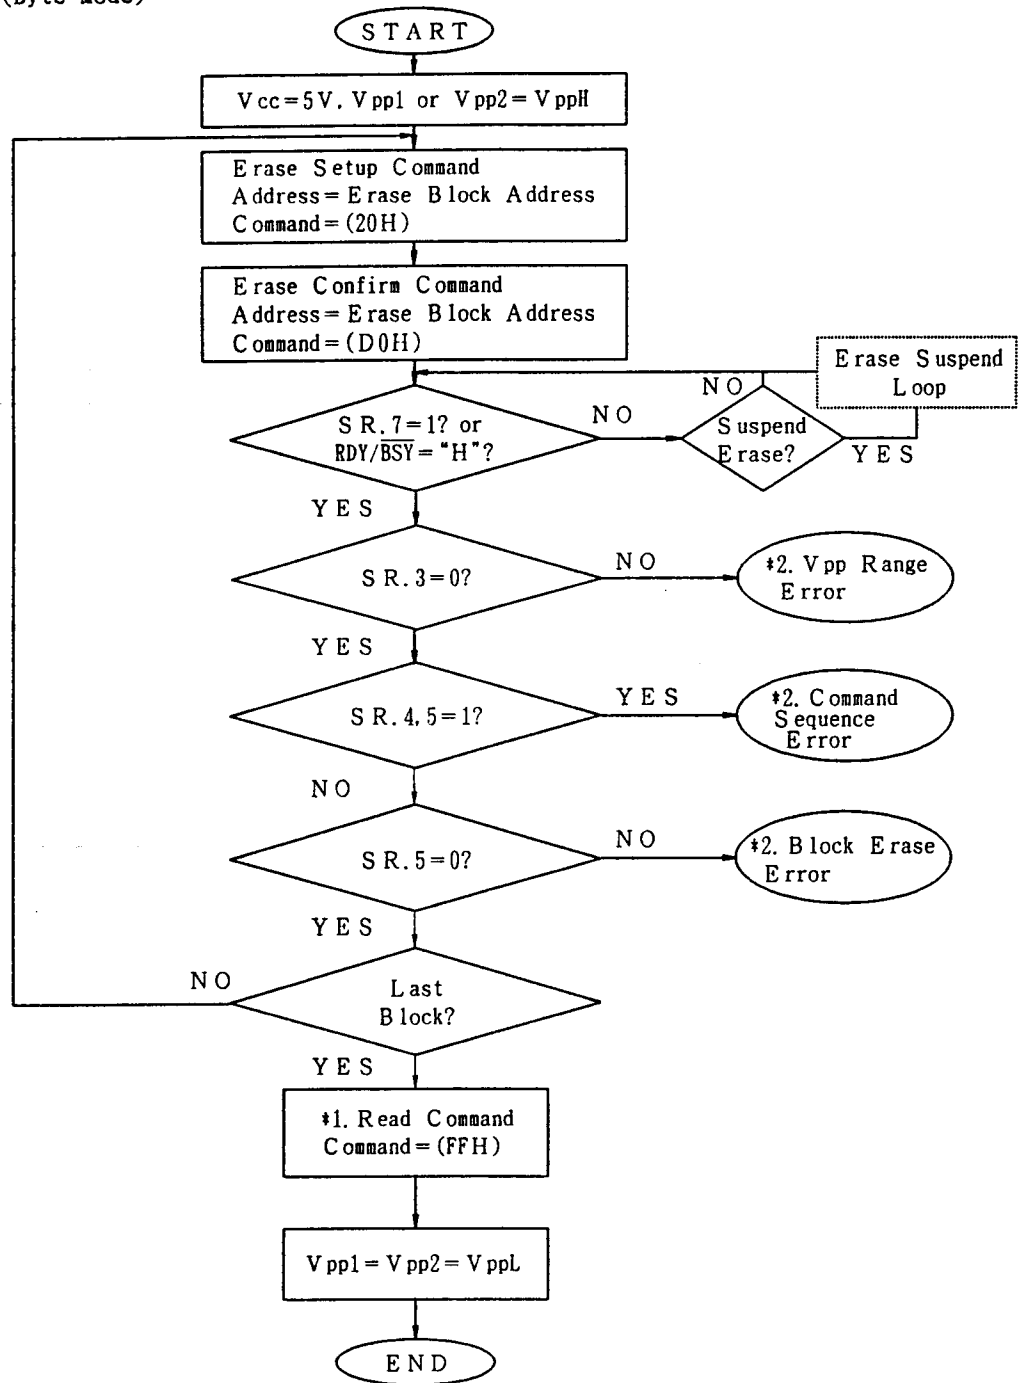 (Byte Mode)
START
Vcc=5V. Vpp1 or Vpp2=VppH
Erase Setup Command
Address=Erase Block Address
Command=(20H)
Erase Confirm Command
Address=Erase Block Address
Command=(D0H)
Erase Suspend
Loop
NO
SR.7=1? or
RDY/BSY="H"?
NO
Suspend
Erase?
YES
YES
SR.3=0?
NO
*2. Vpp Range
Error
YES
SR.4,5=1?
YES
*2. Command
Sequence
Error
NO
SR.5=0?
NO
*2. Block Erase
Error
YES
NO
Last
Block?
YES
*1. Read Command
Command=(FFH)
Vpp1=Vpp2=VppL
END